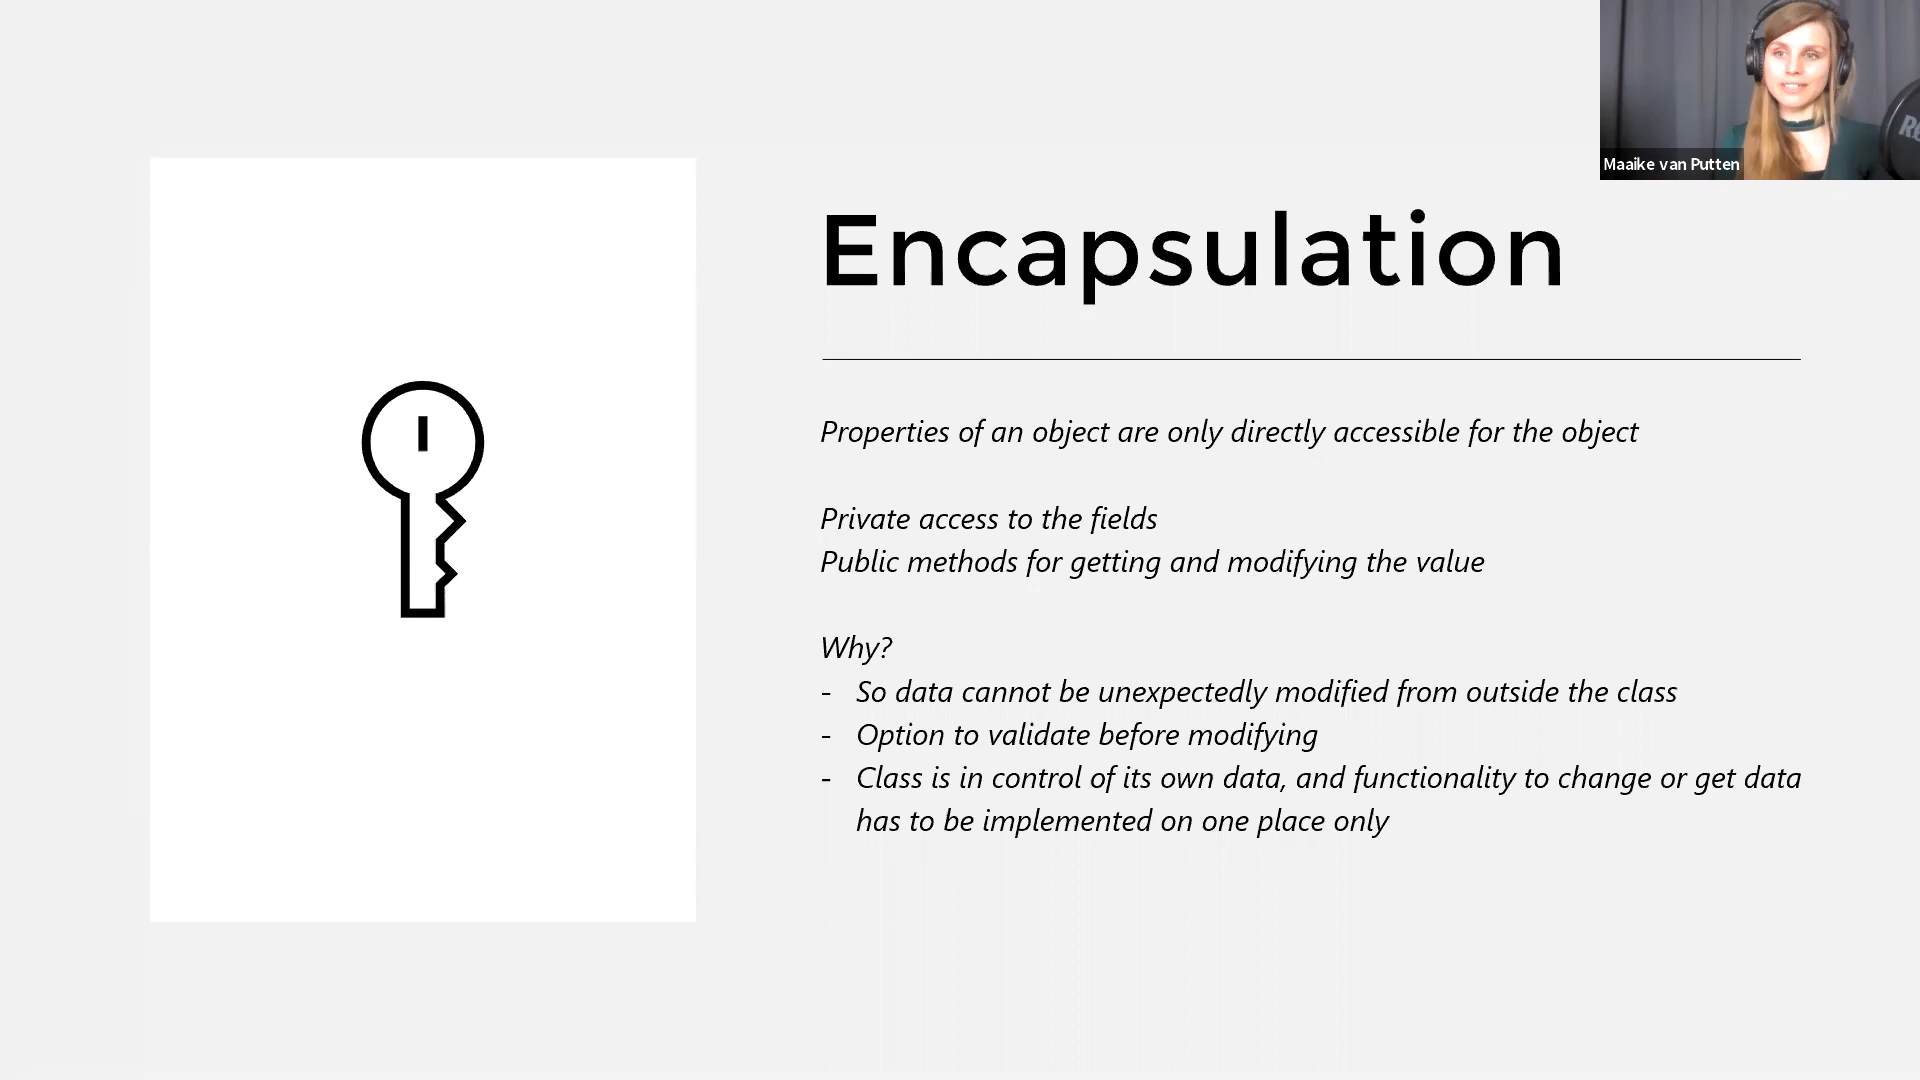 Maaike van Putten
Encapsulation
Properties of an object are only directly accessible for the object
Private access to the fields
Public methods for getting and modifying the value
Why?
- So data cannot be unexpectedly modified from outside the class
- Option to validate before modifying
- Class is in control of its own data, and functionality to change or get data
has to be implemented on one place only